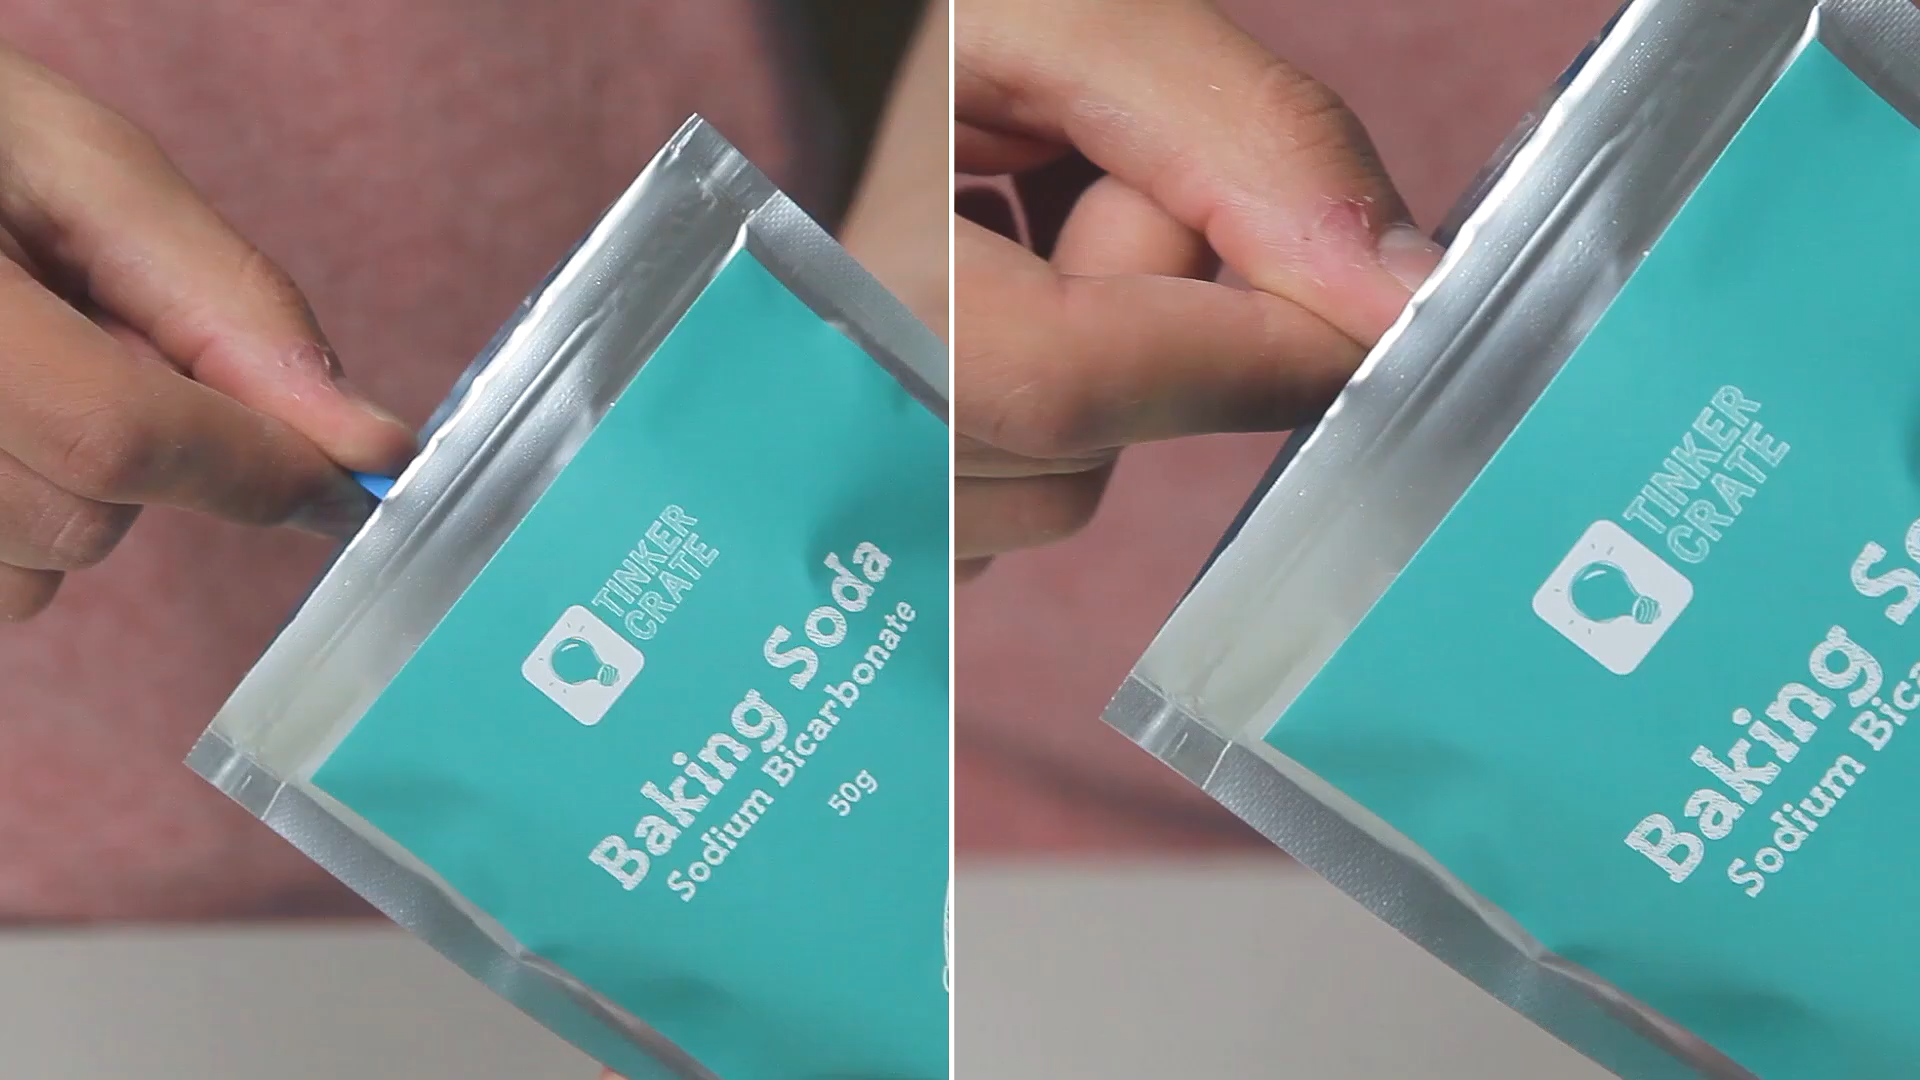 TINKER
CRATE
Baking Soda
Sodium Bicarbonate
50g
TINKER
CRATE
Baking So
Sodium Bica